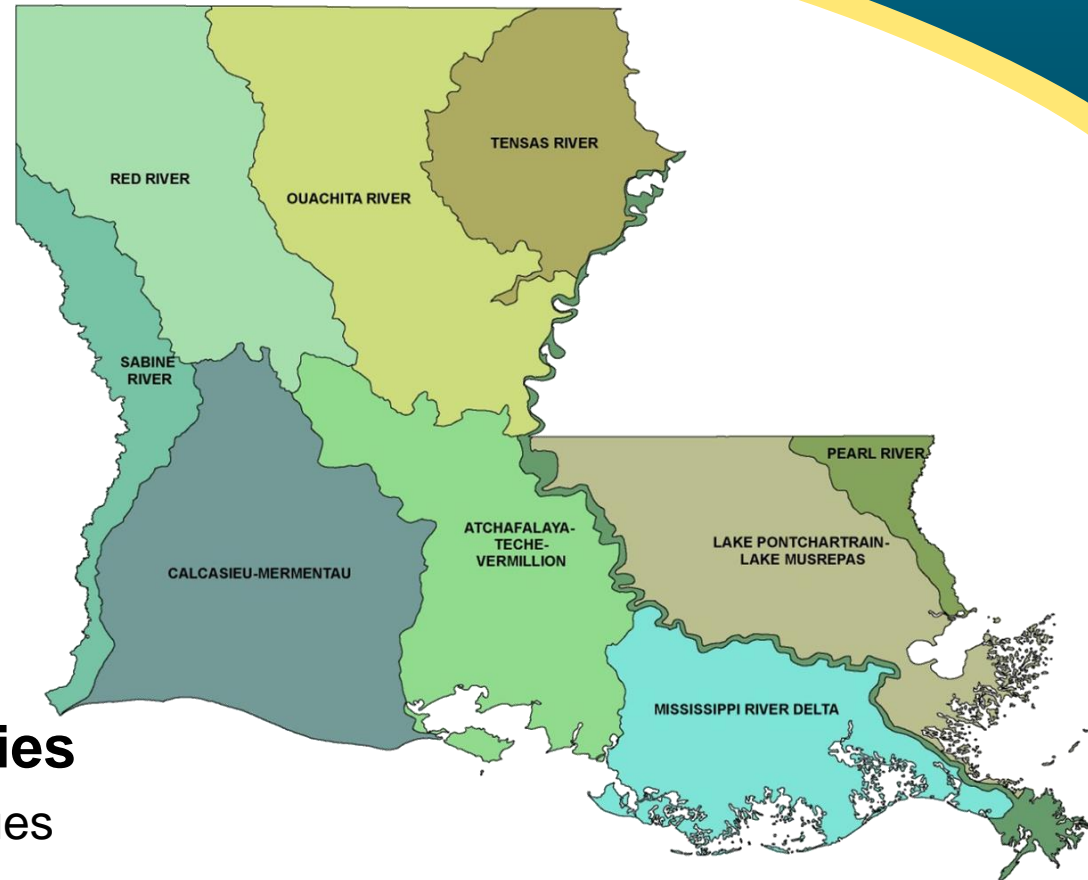 TENSAS RIVER
RED RIVER
OUACHITA RIVER
SABINE
RIVER
PEARL RIVER
ATCHAFALAYA-
TECHE-
VERMILLION
LAKE PONTCHARTRAIN-
LAKE MUSREPAS
CALCASIEU-MERMENTAU
MISSISSIPPI RIVER DELTA
ies
ues